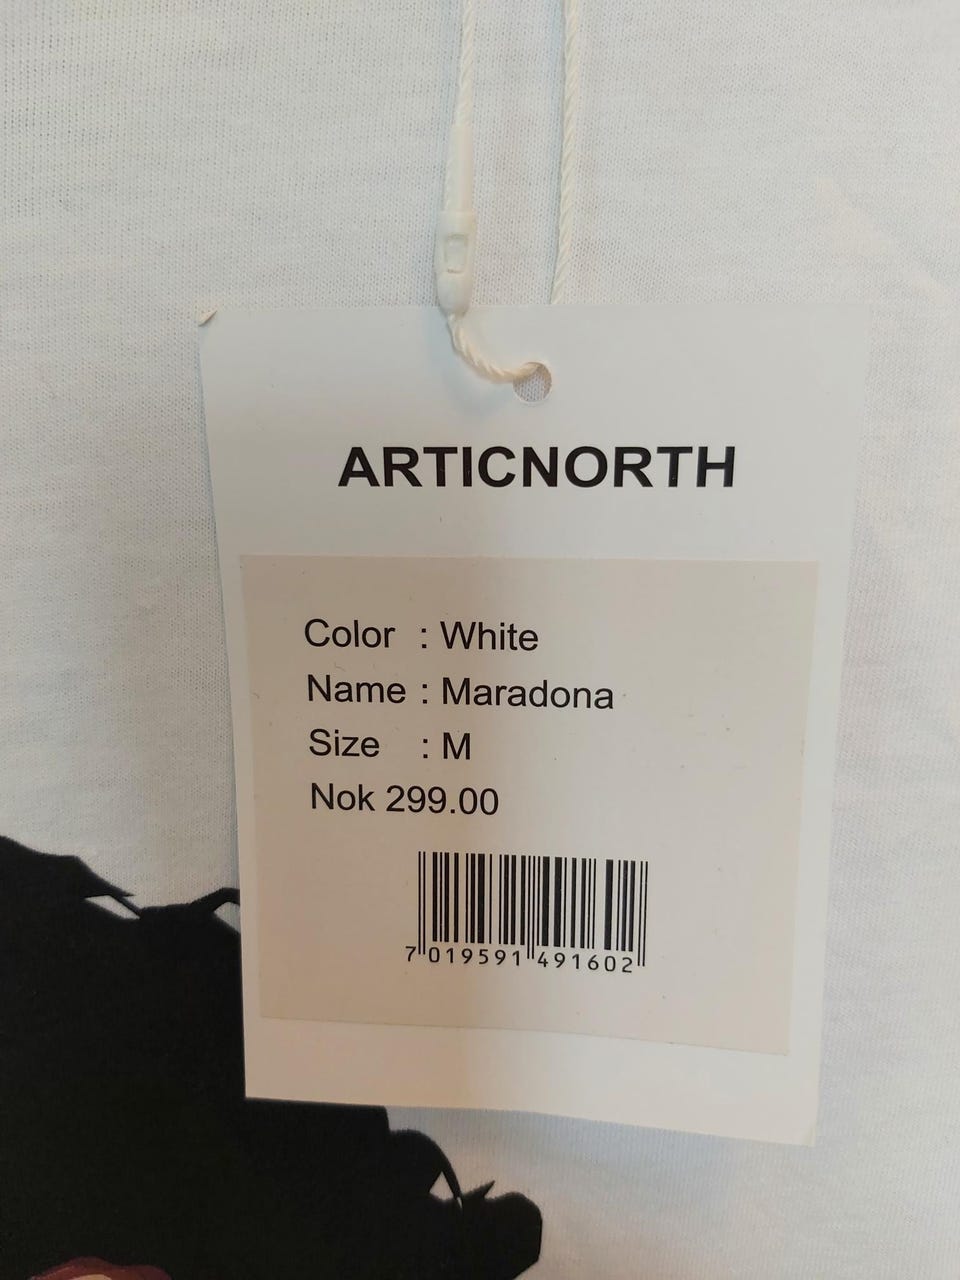 ARTICNORTH
Color : White
Name : Maradona
Size : M
Nok 299.00
7 019591 491602